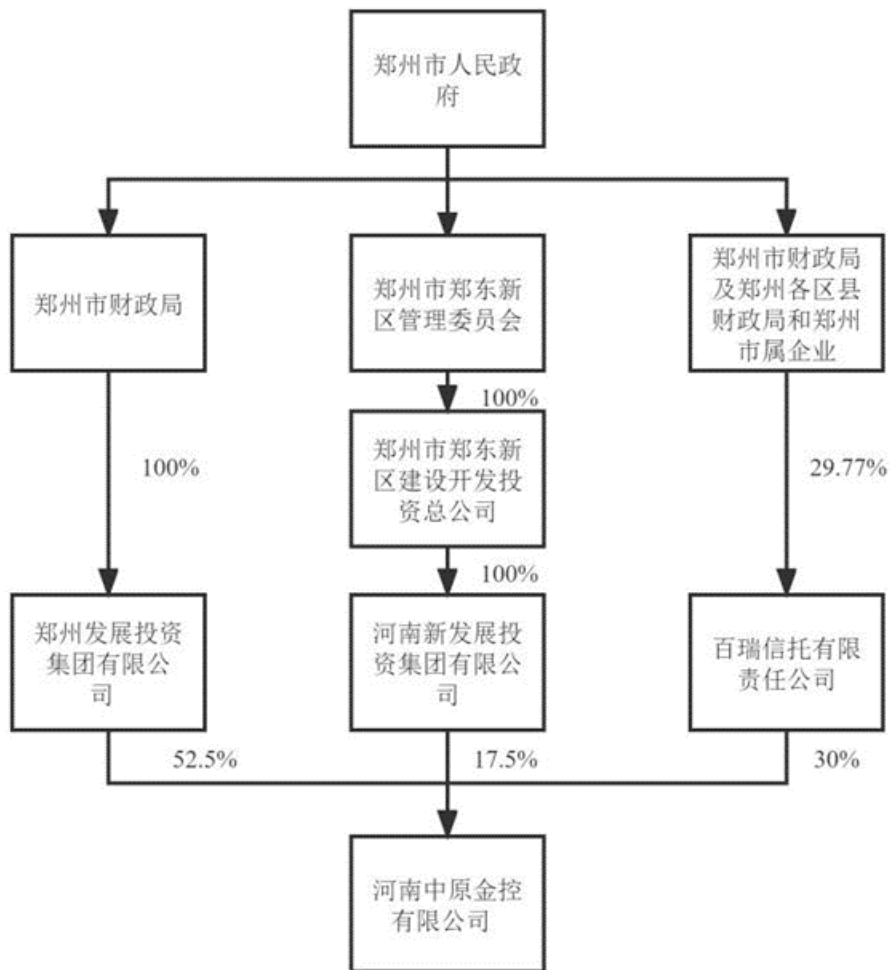 郑州市人民政
府
郑州市财政局
郑州市郑东新
区管理委员会
郑州市财政局
及郑州各区县
财政局和郑州
市属企业
100%
郑州市郑东新
区建设开发投
资总公司
100%
29.77%
100%
郑州发展投资
集团有限公
司
河南新发展投
资集团有限公
司
百瑞信托有限
责任公司
52.5%
17.5%
30%
河南中原金控
有限公司